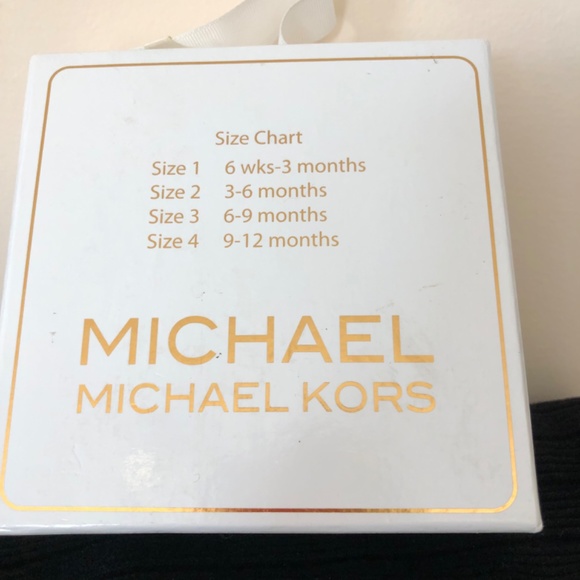 Size Chart
Size 1 6 wks-3 months
Size 2 3-6 months
Size 3 6-9 months
Size 4 9-12 months
MICHAEL
MICHAEL KORS